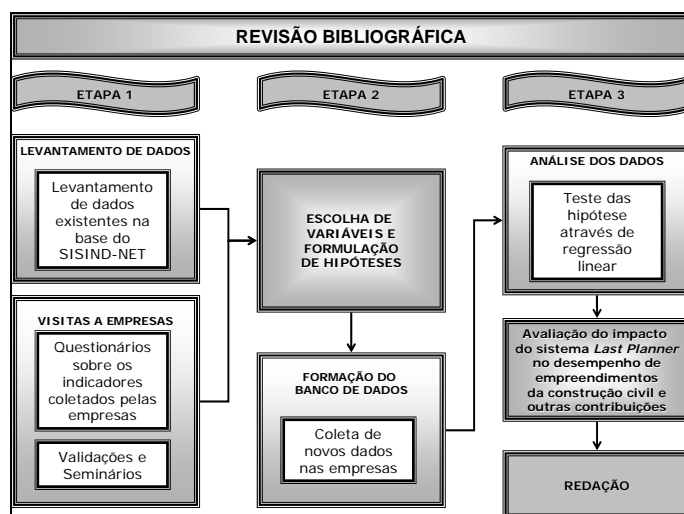 REVISÃO BIBLIOGRÁFICA
ETAPA 1
ETAPA 2
ETAPA 3
LEVANTAMENTO DE DADOS
Levantamento
de dados
existentes na
base do
SISIND-NET
VISITAS A EMPRESAS
Questionários
sobre os
indicadores
coletados pelas
empresas
Validações e
Seminários
ESCOLHA DE
VARIÁVEIS E
FORMULAÇÃO
DE HIPÓTESES
FORMAÇÃO DO
BANCO DE DADOS
Coleta de
novos dados
nas empresas
ANÁLISE DOS DADOS
Teste das
hipótese
através de
regressão
linear
Avaliação do impacto
do sistema Last Planner
no desempenho de
empreendimentos
da construção civil e
outras contribuições
REDAÇÃO